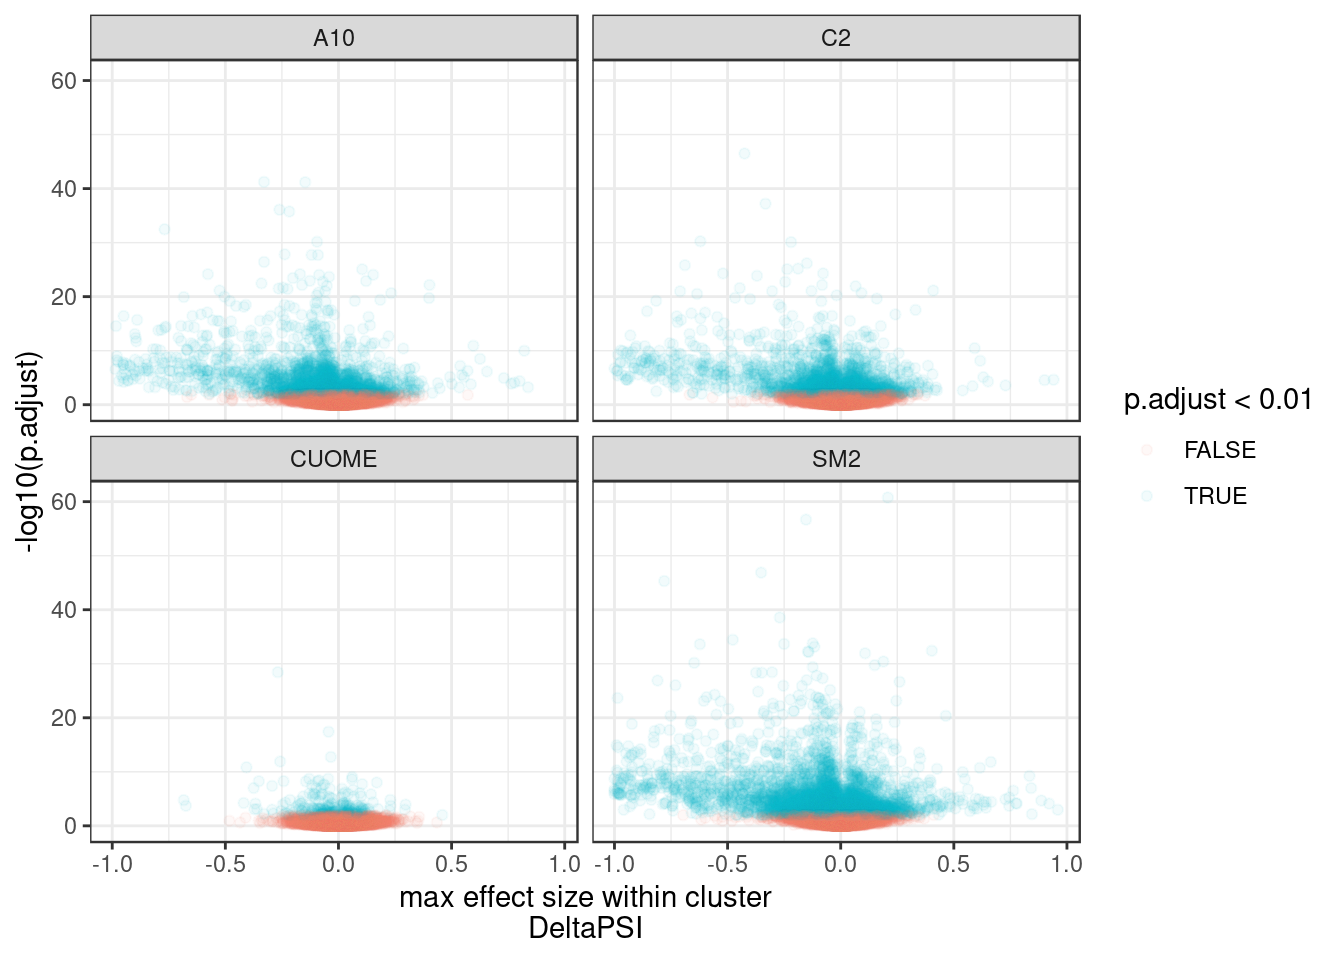 A10
C2
60
40
20
0
CUOME
SM2
60
40
20
0
-1.0
-0.5
0.0
0.5
1.0
-1.0
-0.5
0.0
0.5
1.0
-log10(p.adjust)
max effect size within cluster
DeltaPSI
p.adjust < 0.01
FALSE
TRUE